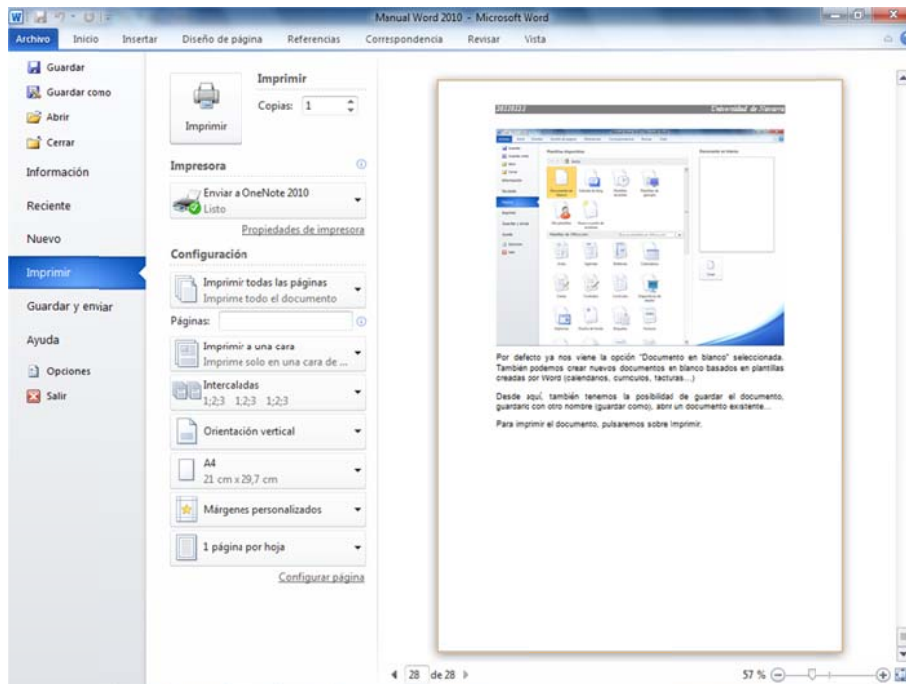 Manual Word 2010 - Microsoft Word
Archivo Inicio Insertar Diseño de página Referencias Correspondencia Revisar Vista
Guardar
Guardar como
Abrir
Cerrar
Información
Reciente
Nuevo
Imprimir
Guardar y enviar
Ayuda
Opciones
Salir
Imprimir
Imprimir
Copias: 1
Impresora
Enviar a OneNote 2010
Listo
Propiedades de impresora
Configuración
Imprimir todas las páginas
Imprime todo el documento
Páginas:
Imprimir a una cara
Imprime solo en una cara de ...
Intercaladas
1;2;3 1;2;3 1;2;3
Orientación vertical
A4
21 cm x 29,7 cm
Márgenes personalizados
1 página por hoja
Configurar página
Universidad de Navarra
Por defecto ya nos viene la opción "Documento en blanco" seleccionada.
También podemos crear nuevos documentos en blanco basados en plantillas
creadas por Word (calendarios, currículos, facturas...)
Desde aquí, también tenemos la posibilidad de guardar el documento,
guardarlo con otro nombre (guardar como), abrir un documento existente...
Para imprimir el documento, pulsaremos sobre Imprimir.
28 de 28
57 %